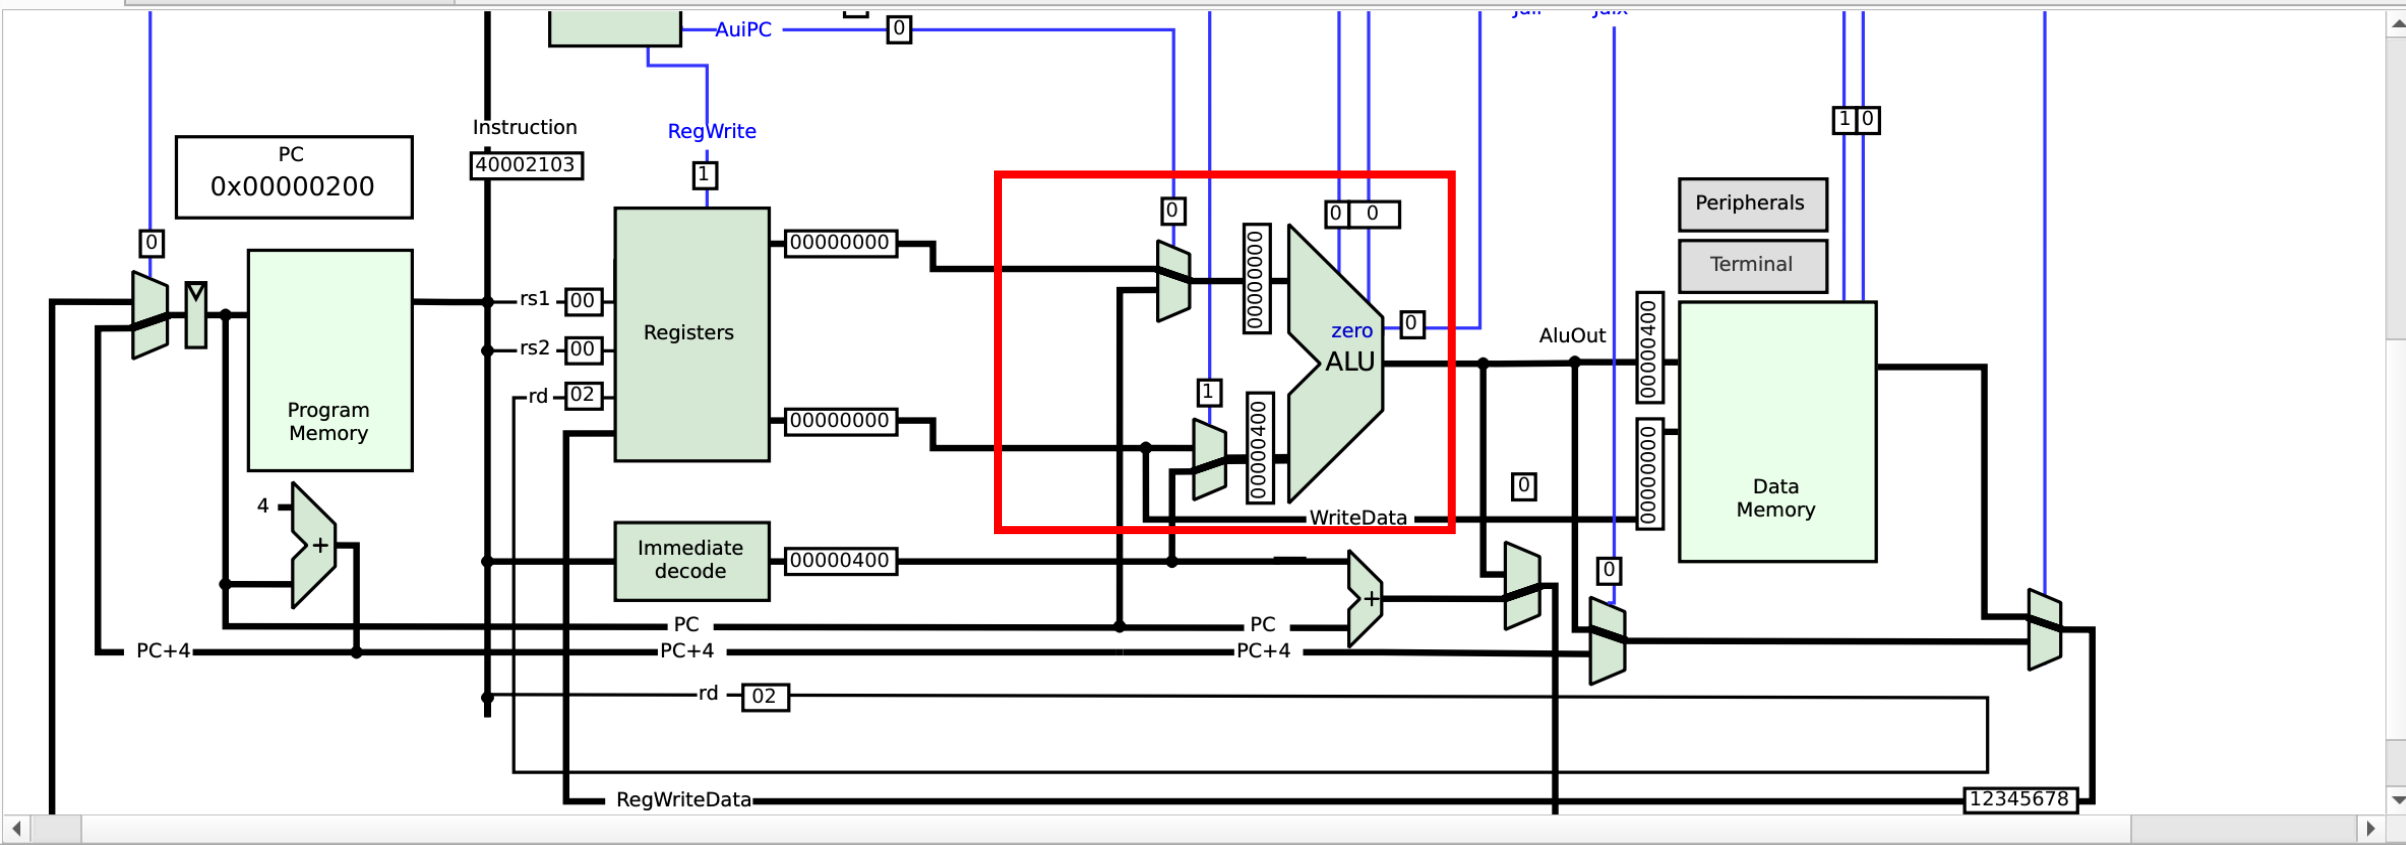 AuiPC
0
1 0
Instruction
40002103
RegWrite
1
PC
0x00000200
Peripherals
Terminal
0
0
0 0
00000000
00000000
00000000
rs1
00
rs2
00
rd
02
Registers
zero
0
ALU
AluOut
00000400
1
00000400
00000000
00000000
Program
Memory
Data
Memory
4
+
0
WriteData
Immediate
decode
00000400
0
+
PC
PC
PC+4
PC+4
PC+4
rd
02
RegWriteData
12345678